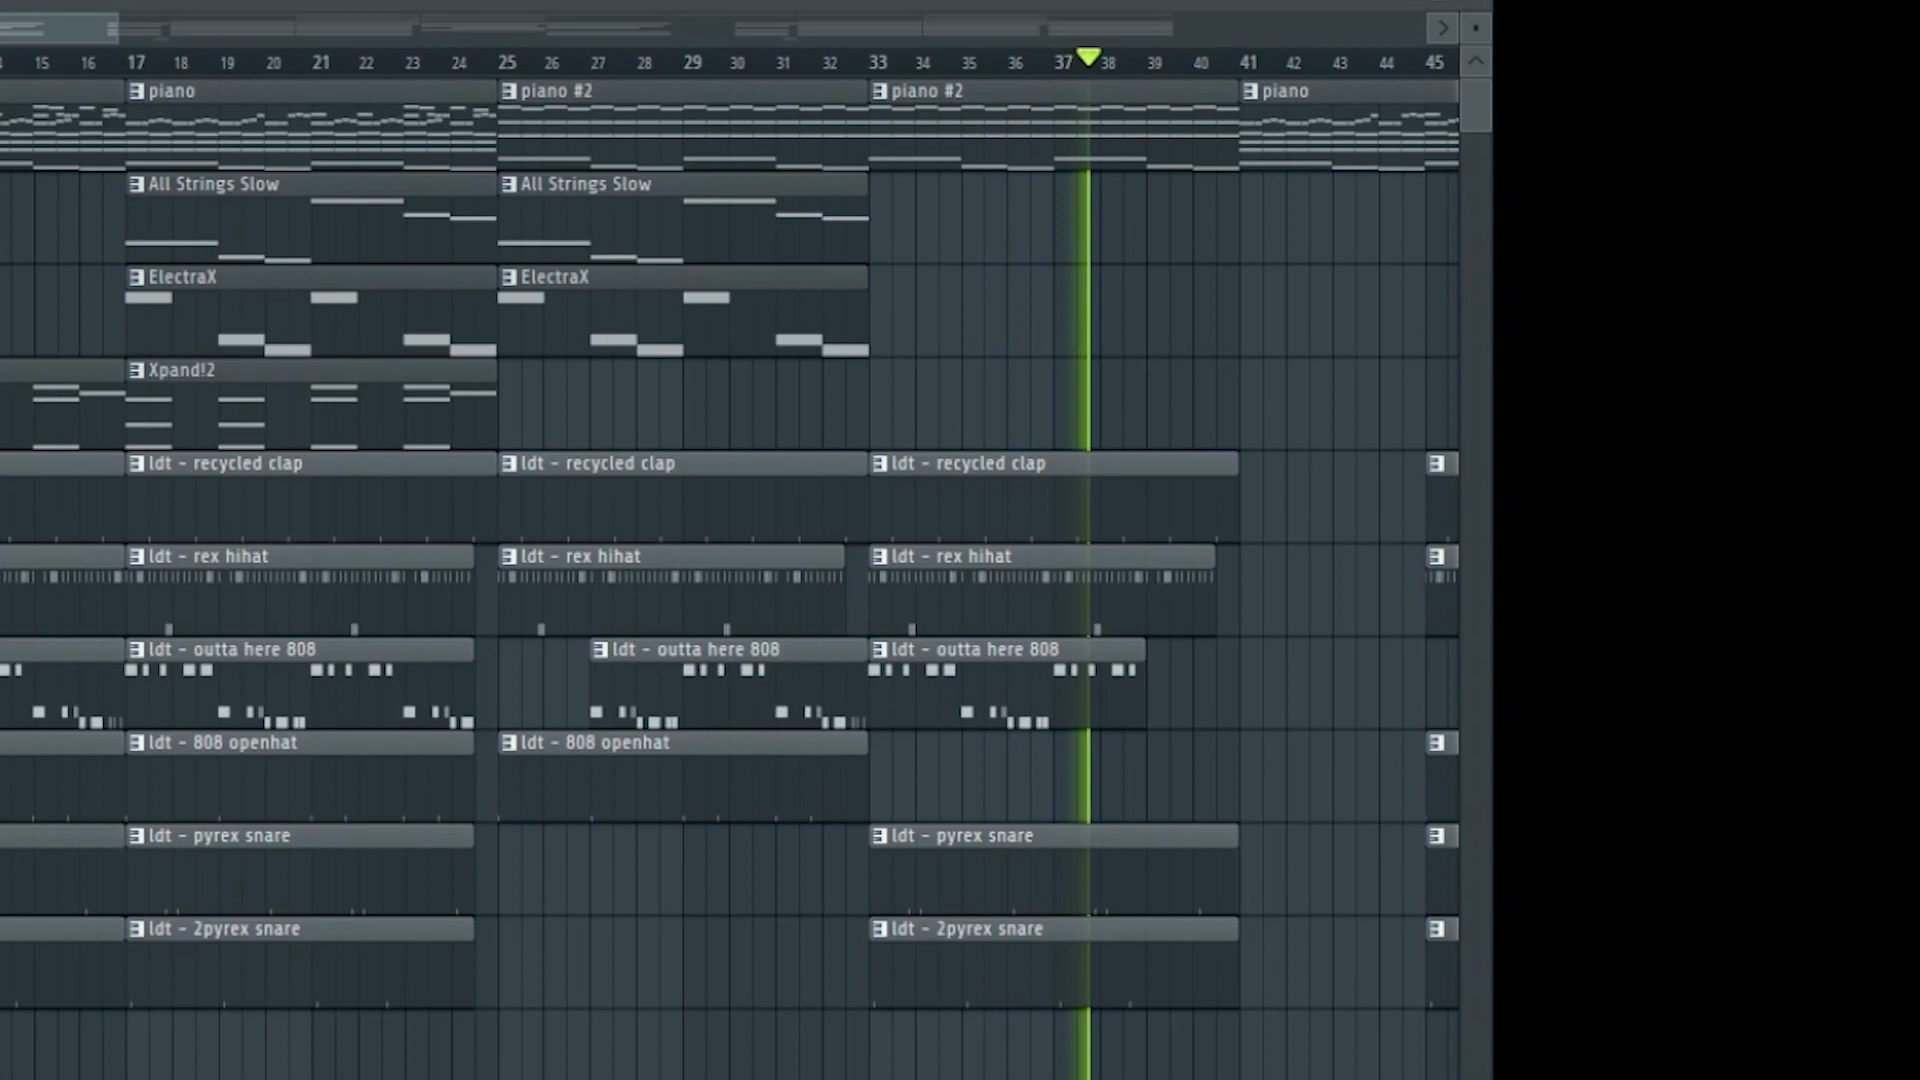 15 16 17 18 19 20 21 22 23 24 25 26 27 28 29 30 31 32 33 34 35 36 37 38 39 40 41 42 43 44 45
piano piano #2 piano #2 piano
All Strings Slow All Strings Slow
ElectraX ElectraX
Xpand!2
ldt - recycled clap ldt - recycled clap ldt - recycled clap
ldt - rex hihat ldt - rex hihat ldt - rex hihat
ldt - outta here 808 ldt - outta here 808 ldt - outta here 808
ldt - 808 openhat ldt - 808 openhat
ldt - pyrex snare ldt - pyrex snare
ldt - 2pyrex snare ldt - 2pyrex snare